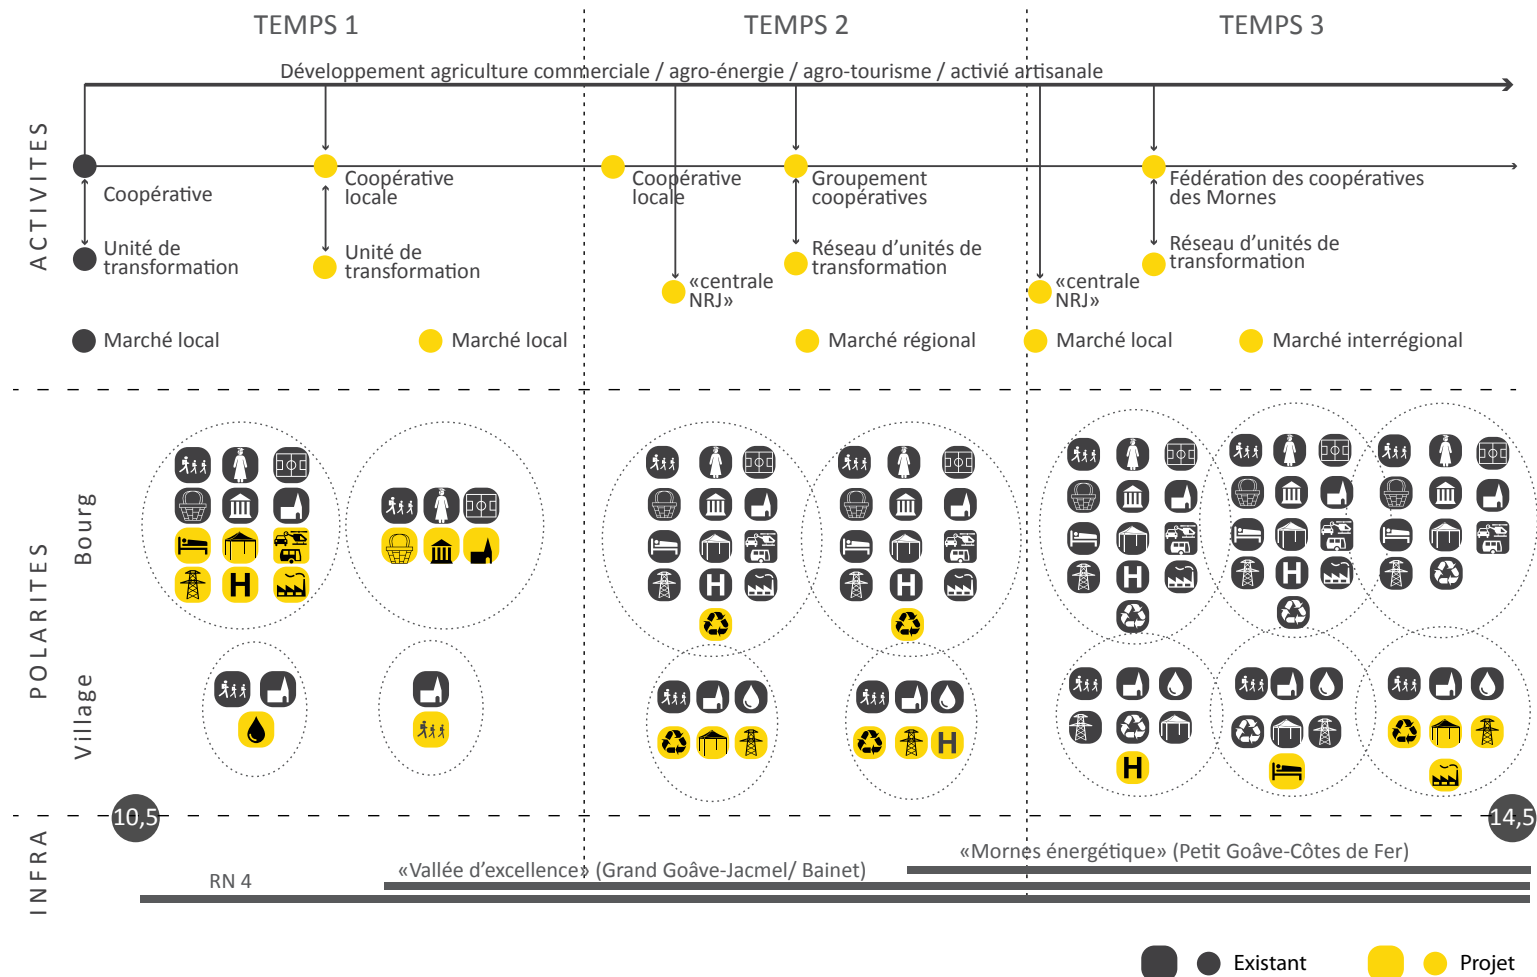 TEMPS 1
TEMPS 2
TEMPS 3
Développement agriculture commerciale / agro-énergie / agro-tourisme / activié artisanale
ACTIVITES
Coopérative
Unité de
transformation
Coopérative
locale
Unité de
transformation
Coopérative
locale
«centrale
NRJ»
Groupement
coopératives
Réseau d'unités de
transformation
«centrale
NRJ»
Fédération des coopératives
des Mornes
Réseau d'unités de
transformation
Marché local
Marché local
Marché régional
Marché local
Marché interrégional
POLARITES
Bourg
H
H
H
H
H
Village
H
H
10,5
14,5
INFRA
«Mornes énergétique» (Petit Goâve-Côtes de Fer)
«Vallée d'excellence» (Grand Goâve-Jacmel/ Bainet)
RN 4
Existant
Projet